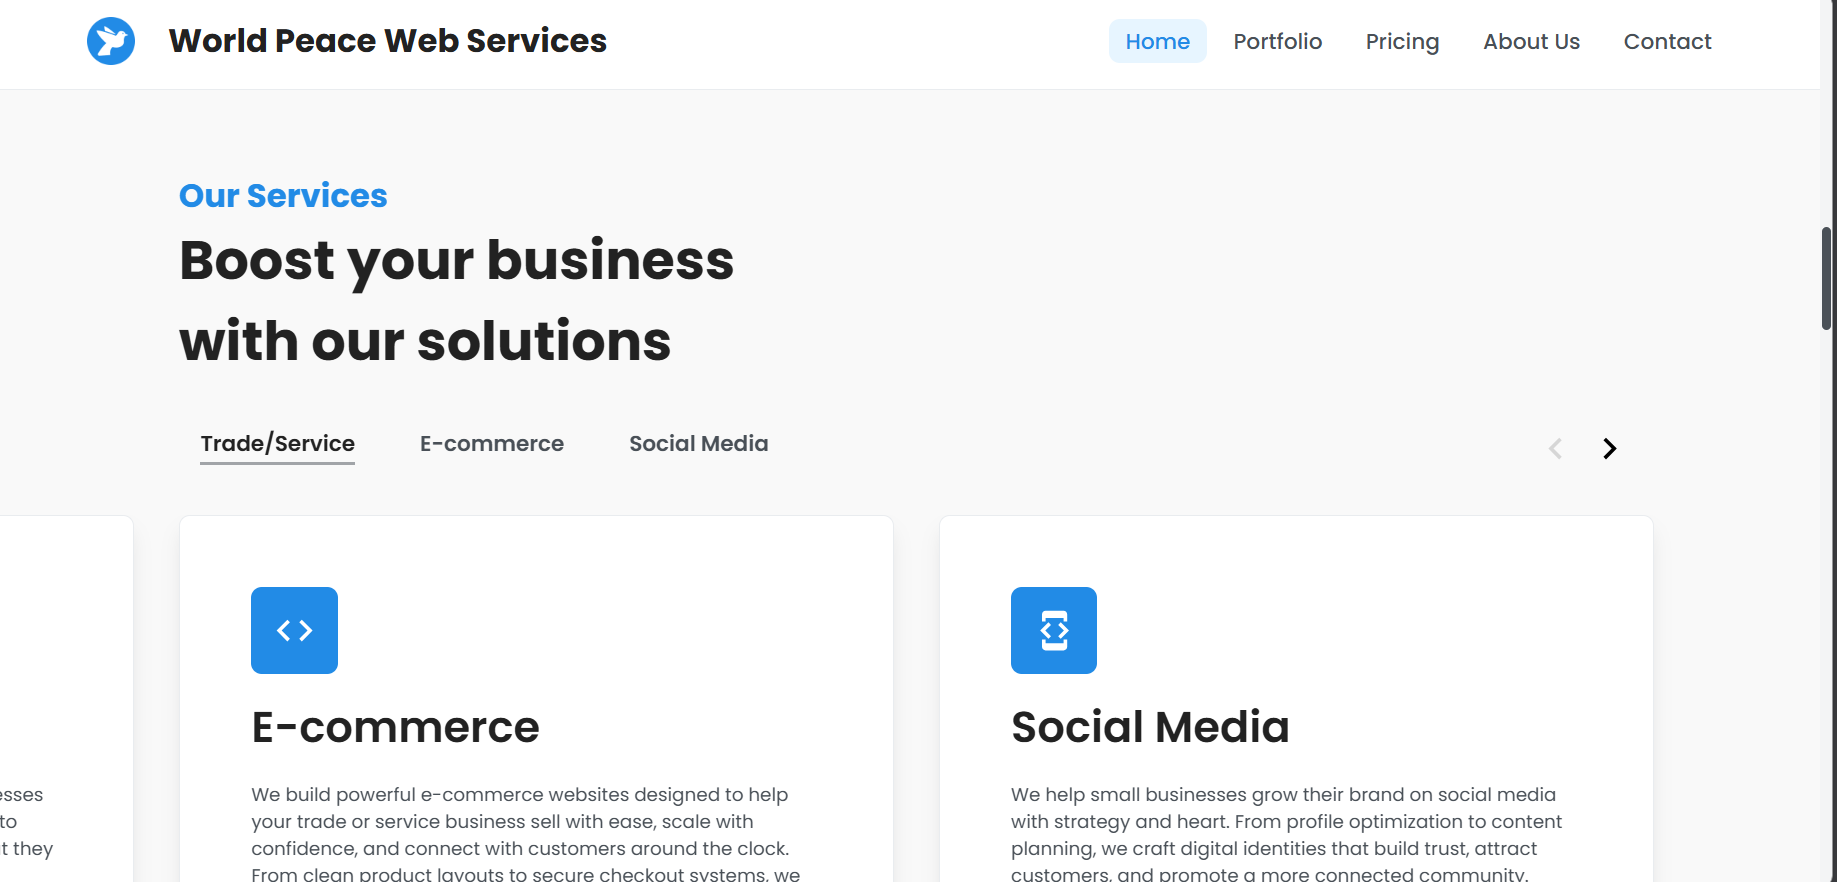 World Peace Web Services
Home
Portfolio
Pricing
About Us
Contact
Our Services
Boost your business
with our solutions
Trade/Service
E-commerce
Social Media
to
they
E-commerce
We build powerful e-commerce websites designed to help
your trade or service business sell with ease, scale with
confidence, and connect with customers around the clock.
From clean product layouts to secure checkout systems, we
Social Media
We help small businesses grow their brand on social media
with strategy and heart. From profile optimization to content
planning, we craft digital identities that build trust, attract
customers, and promote a more connected community.